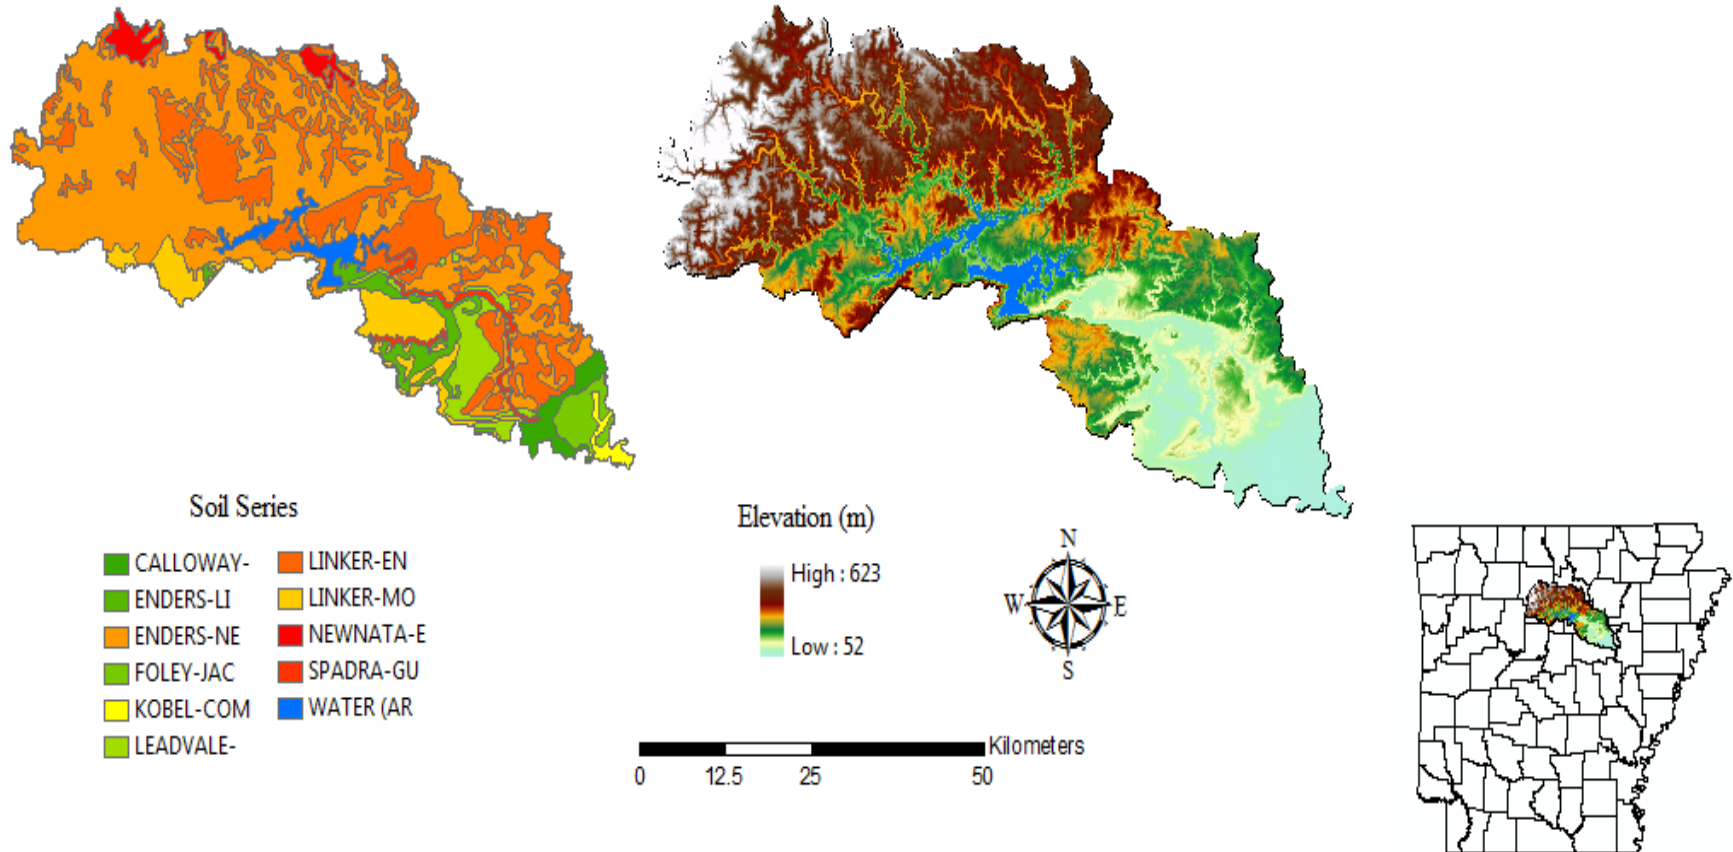 Soil Series
CALLOWAY-
ENDERS-LI
ENDERS-NE
FOLEY-JAC
KOBEL-COM
LEADVALE-
LINKER-EN
LINKER-MO
NEWNATA-E
SPADRA-GU
WATER (AR
Elevation (m)
High : 623
Low : 52
N
W
E
S
Kilometers
0 12.5 25 50